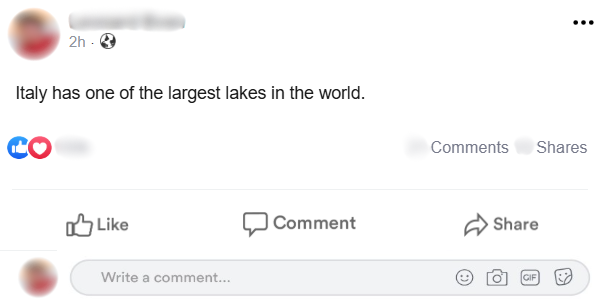 2h ·
Italy has one of the largest lakes in the world.
Comments Shares
Like Comment Share
Write a comment...
GIF